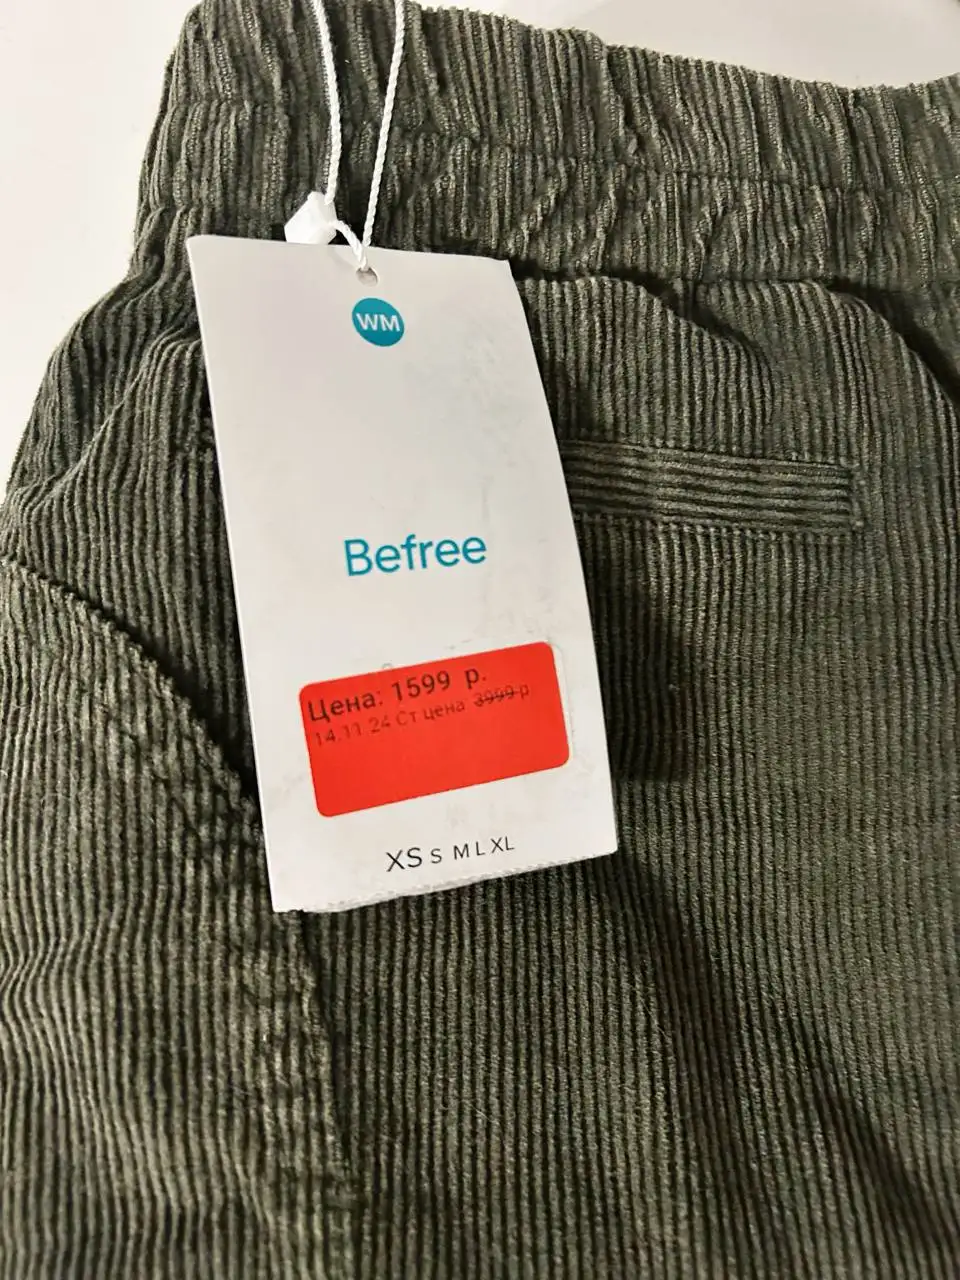 WM
Befree
Цена: 1599 р.
14.11.24 Ст цена 3999 р
XS S M L XL